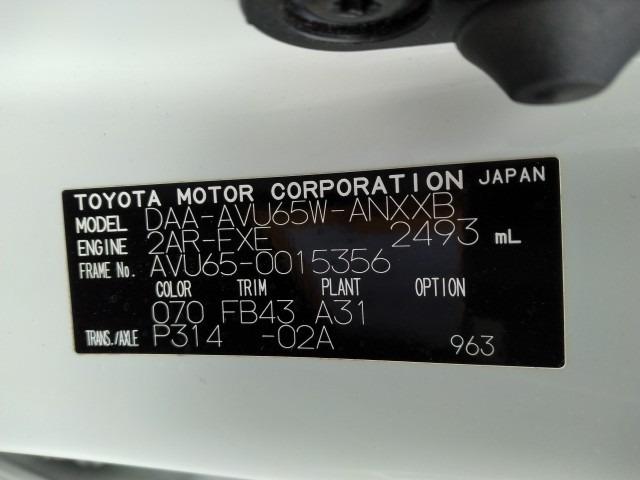 TOYOTA MOTOR CORPORATION JAPAN
MODEL DAA-AVU65W-ANXXB
ENGINE 2AR-FXE 2493 mL
FRAME No. AVU65-0015356
COLOR TRIM PLANT OPTION
070 FB43 A31
TRANS./AXLE P314 -02A 963